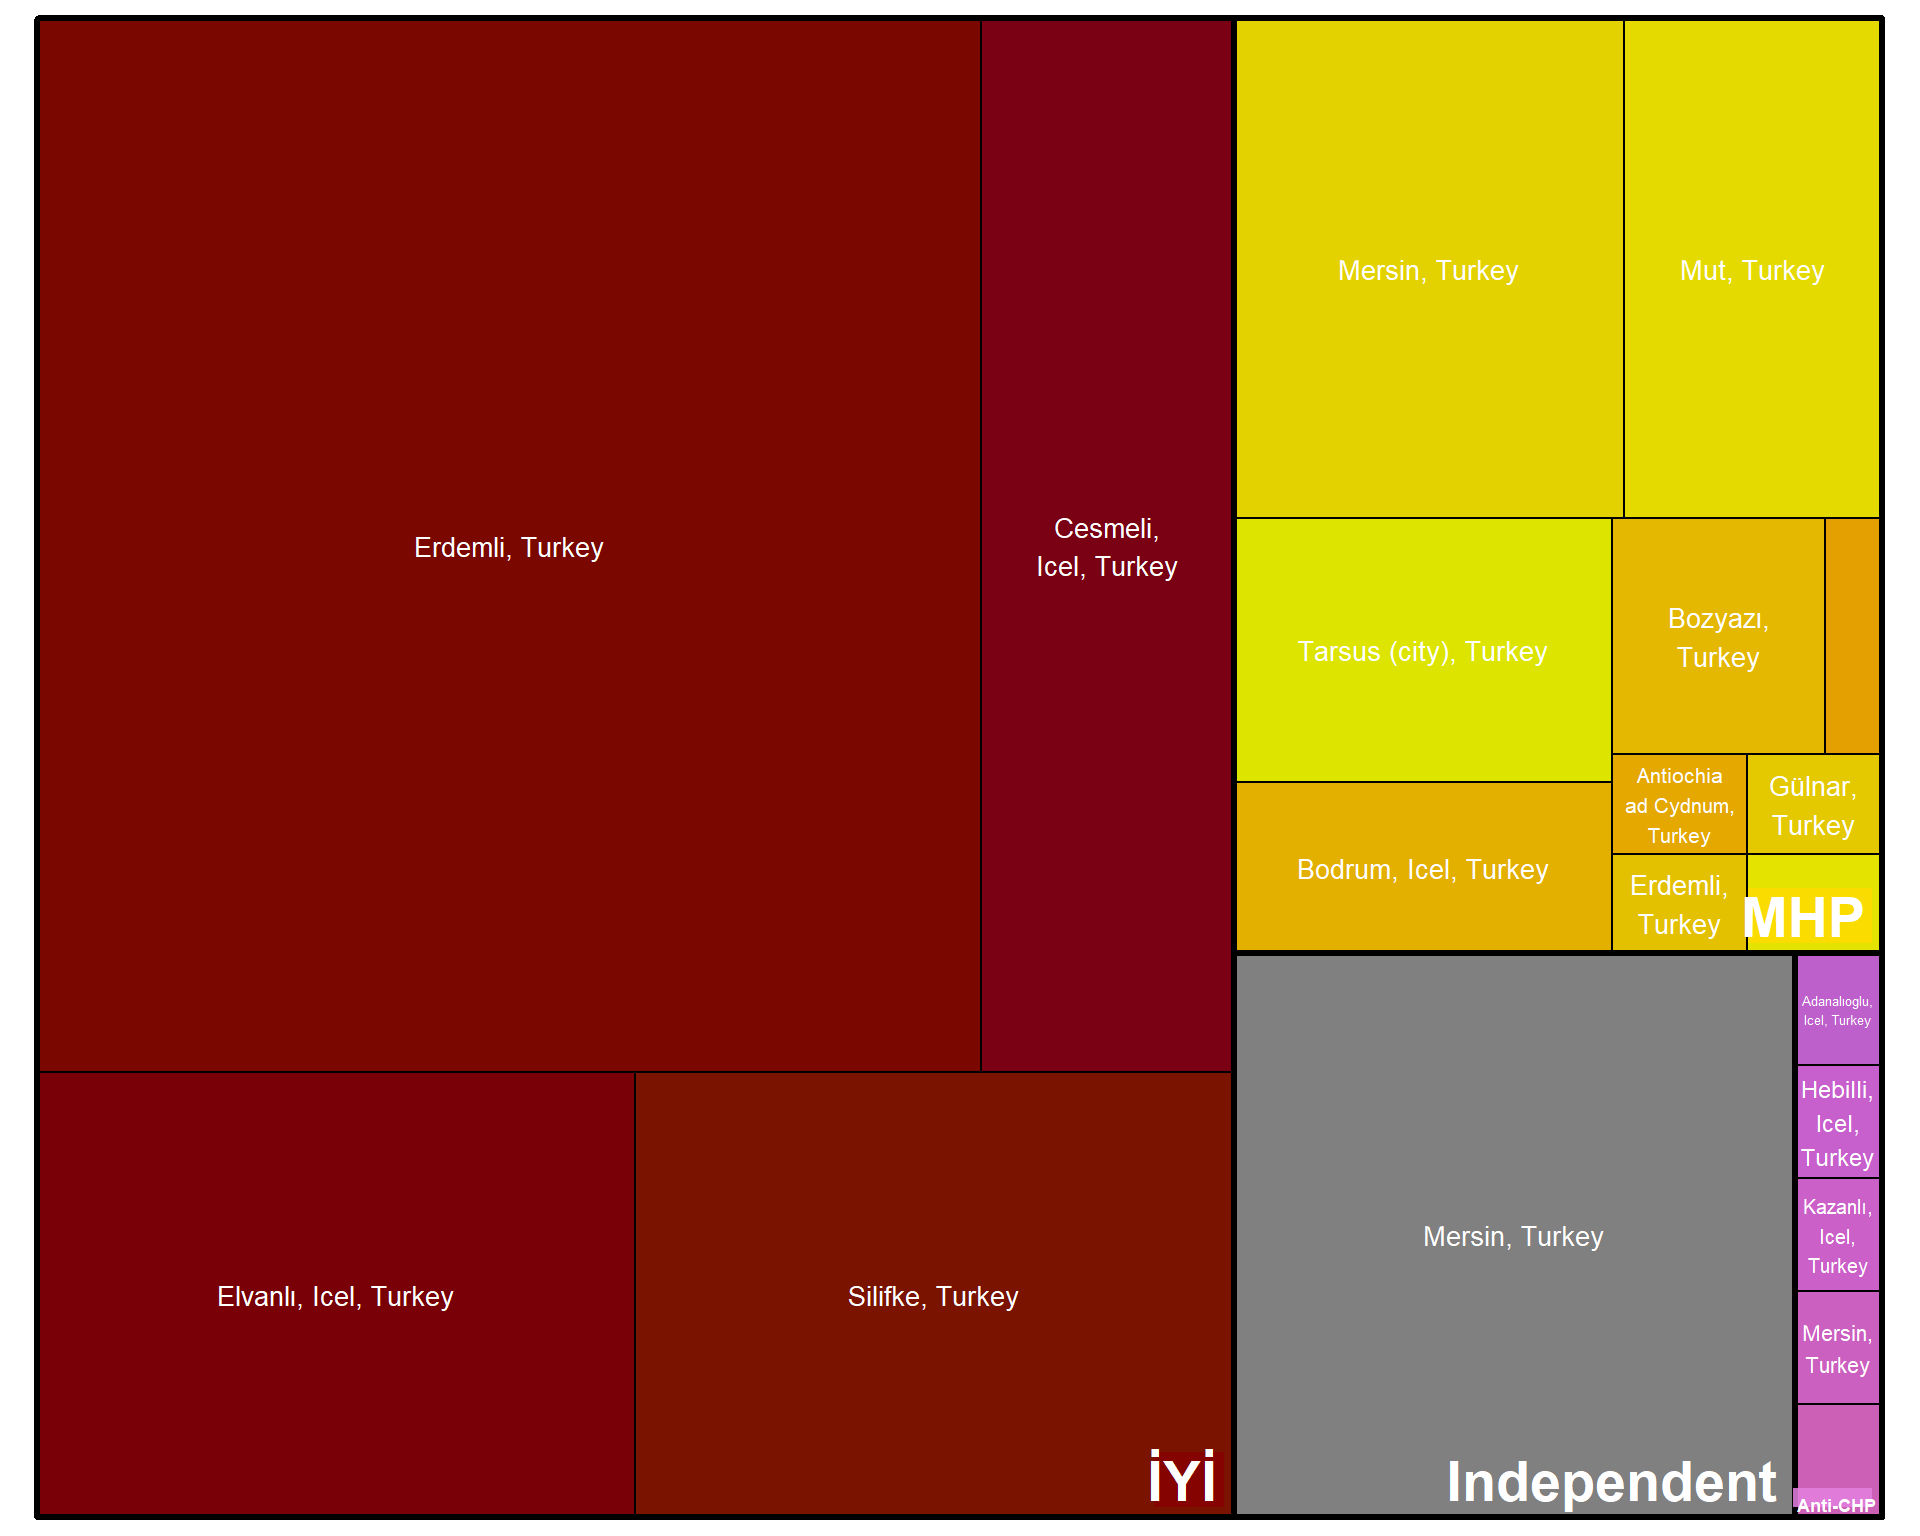 Erdemli, Turkey
Cesmeli,
Icel, Turkey
Elvanlı, Icel, Turkey
Silifke, Turkey
İYİ
Mersin, Turkey
Mut, Turkey
Tarsus (city), Turkey
Bozyazı,
Turkey
Bodrum, Icel, Turkey
Antiochia
ad Cydnum,
Turkey
Gülnar,
Turkey
Erdemli,
Turkey
MHP
Mersin, Turkey
Independent
Adanalıoglu,
Icel, Turkey
Hebilli,
Icel,
Turkey
Kazanlı,
Icel,
Turkey
Mersin,
Turkey
Anti-CHP